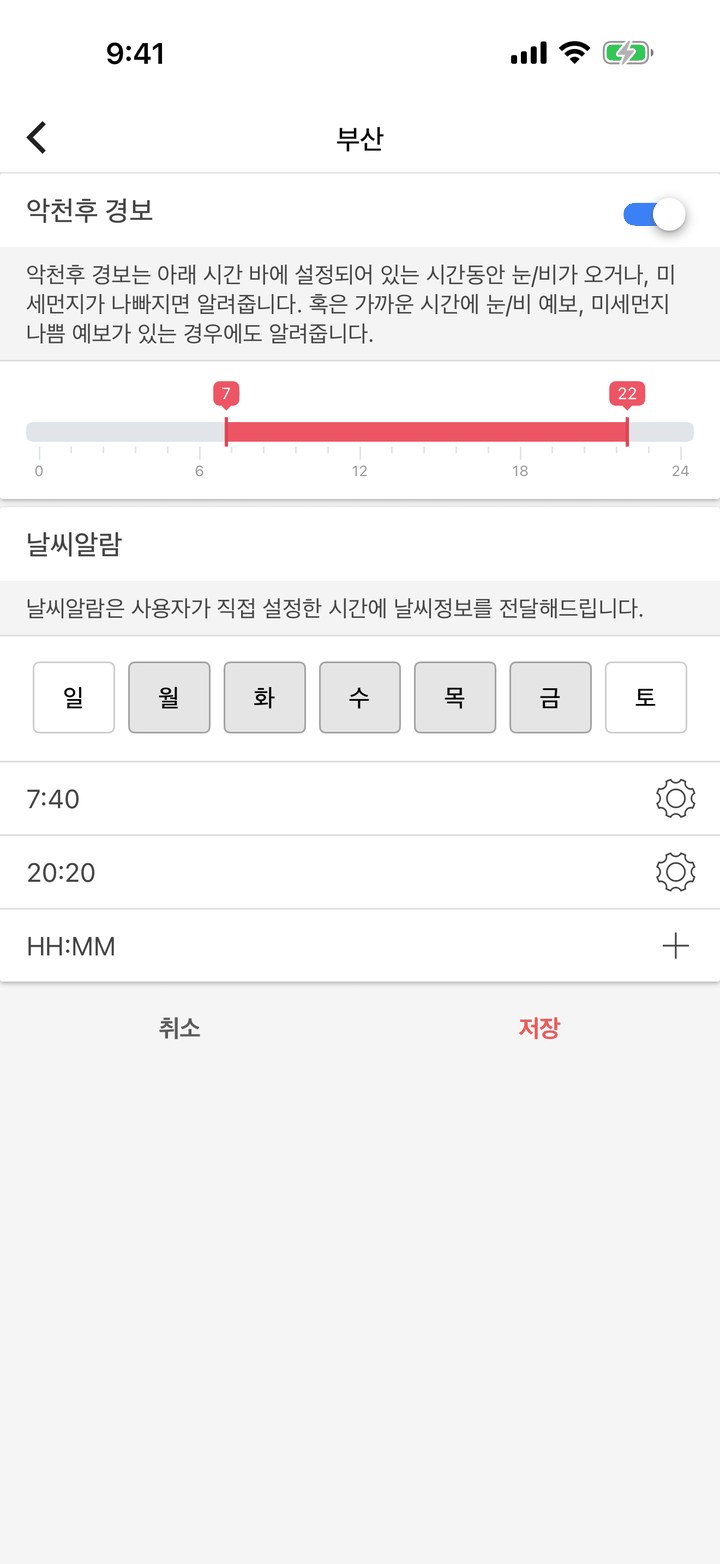 9:41
부산
악천후 경보
악천후 경보는 아래 시간 바에 설정되어 있는 시간동안 눈/비가 오거나, 미
세먼지가 나빠지면 알려줍니다. 혹은 가까운 시간에 눈/비 예보, 미세먼지
나쁨 예보가 있는 경우에도 알려줍니다.
7 22
0 6 12 18 24
날씨알람
날씨알람은 사용자가 직접 설정한 시간에 날씨정보를 전달해드립니다.
일 월 화 수 목 금 토
7:40
20:20
HH:MM
취소 저장